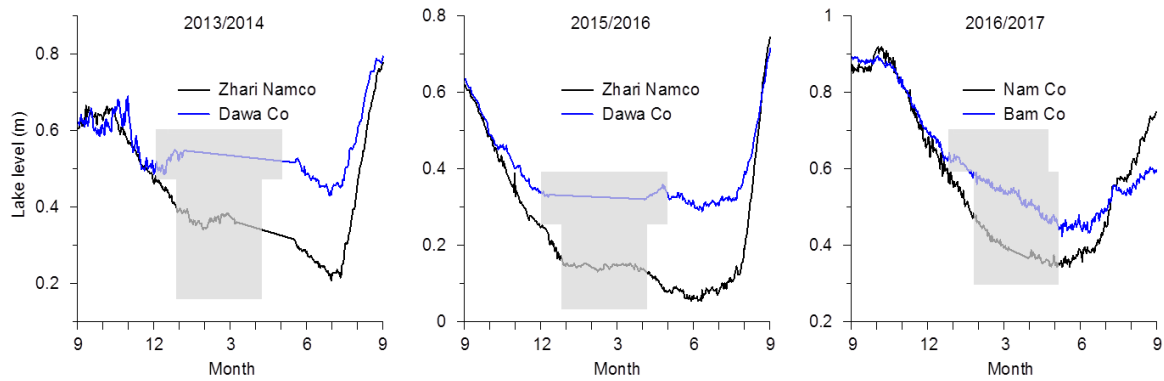 2013/2014
Zhari Namco
Dawa Co
Lake level (m)
0.8
0.6
0.4
0.2
9 12 3 6 9
Month
2015/2016
Zhari Namco
Dawa Co
0.8
0.6
0.4
0.2
0
9 12 3 6 9
Month
2016/2017
Nam Co
Bam Co
1
0.8
0.6
0.4
0.2
9 12 3 6 9
Month